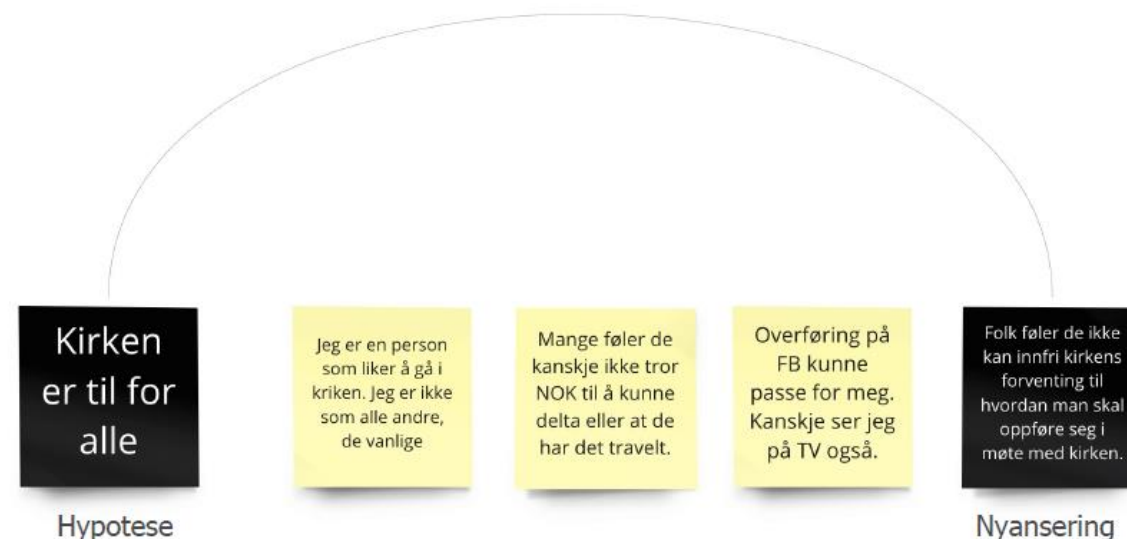 Kirken
er til for
alle
Jeg er en person
som liker å gå i
kriken. Jeg er ikke
som alle andre,
de vanlige
Mange føler de
kanskje ikke tror
NOK til å kunne
delta eller at de
har det travelt.
Overføring på
FB kunne
passe for meg.
Kanskje ser jeg
på TV også.
Folk føler de ikke
kan innfri kirkens
forventing til
hvordan man skal
oppføre seg i
møte med kirken.
Hypotese
Nyansering